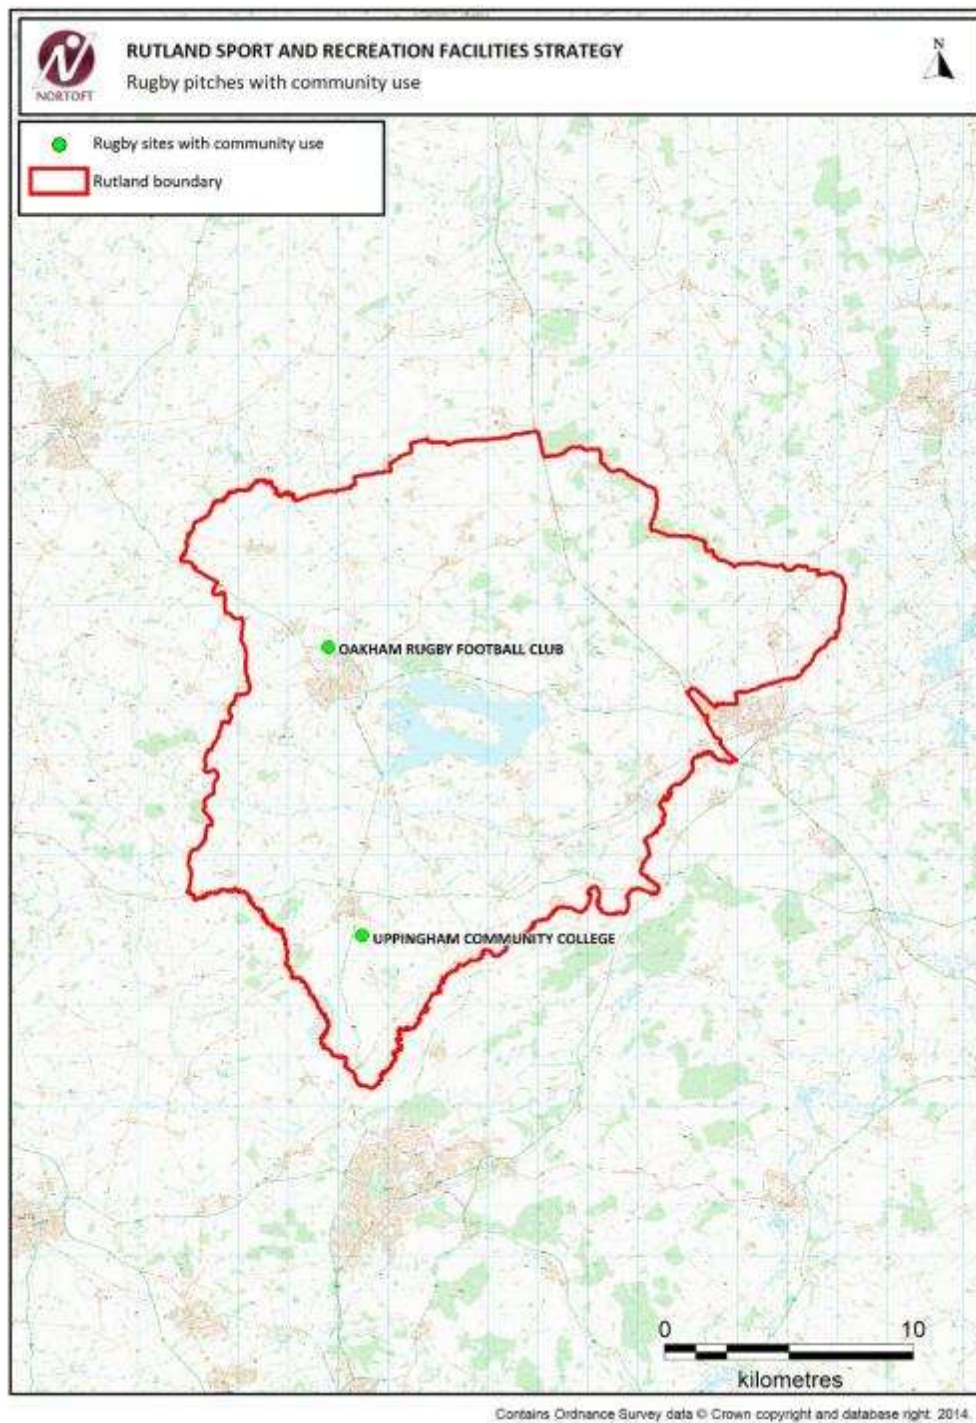 RUTLAND SPORT AND RECREATION FACILITIES STRATEGY
N
NORTOFT
Rugby pitches with community use
Rugby sites with community use
Rutland boundary
OAKHAM RUGBY FOOTBALL CLUB
UPPINGHAM COMMUNITY COLLEGE
0 10
kilometres
Contains Ordnance Survey data © Crown copyright and database right 2014